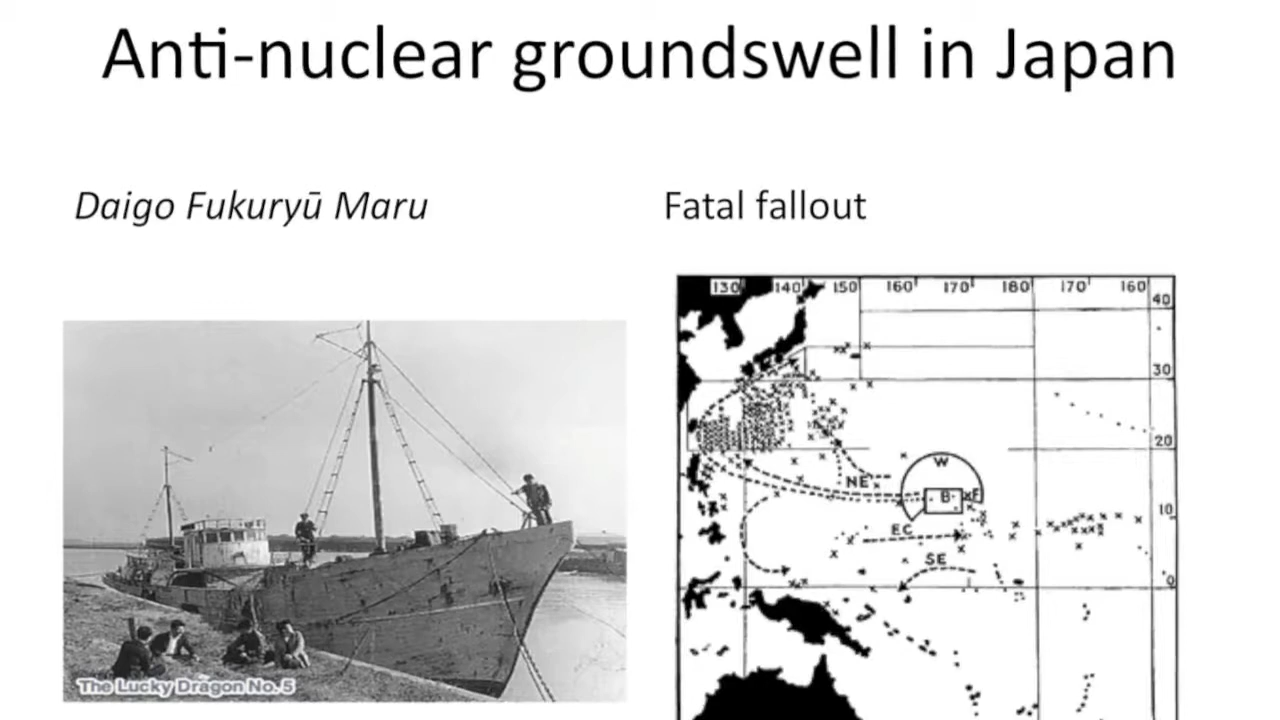 Anti-nuclear groundswell in Japan
Daigo Fukuryū Maru
Fatal fallout
130 140 150 160 170 180 170 160
40
30
20
W
NE
B F
10
EC
SE
0
The Lucky Dragon No. 5